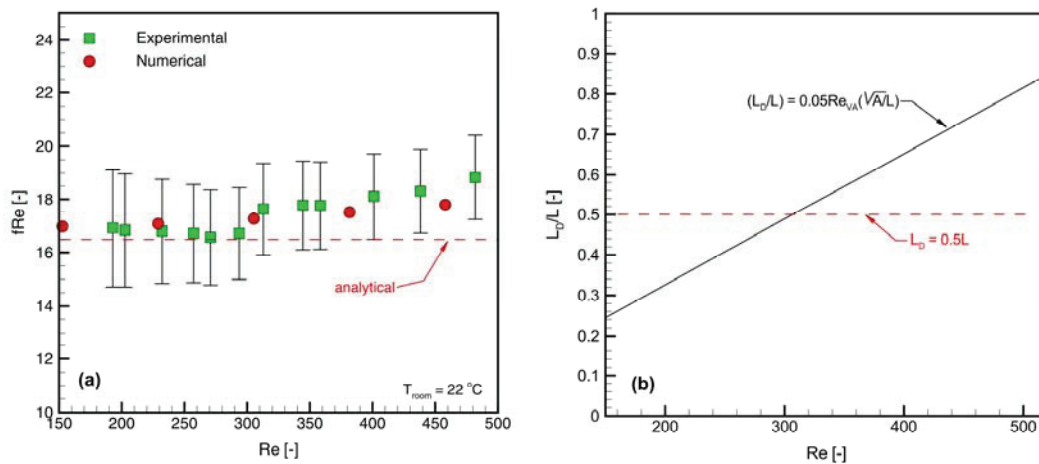 24
22
20
18
16
14
12
10
fRe [-]
Experimental
Numerical
analytical
(a)
T_room = 22 °C
150 200 250 300 350 400 450 500
Re [-]
1
0.9
0.8
0.7
0.6
0.5
0.4
0.3
0.2
0.1
0
L_D/L [-]
(L_D/L) = 0.05Re_√A(√A/L)
L_D = 0.5L
(b)
200 300 400 500
Re [-]